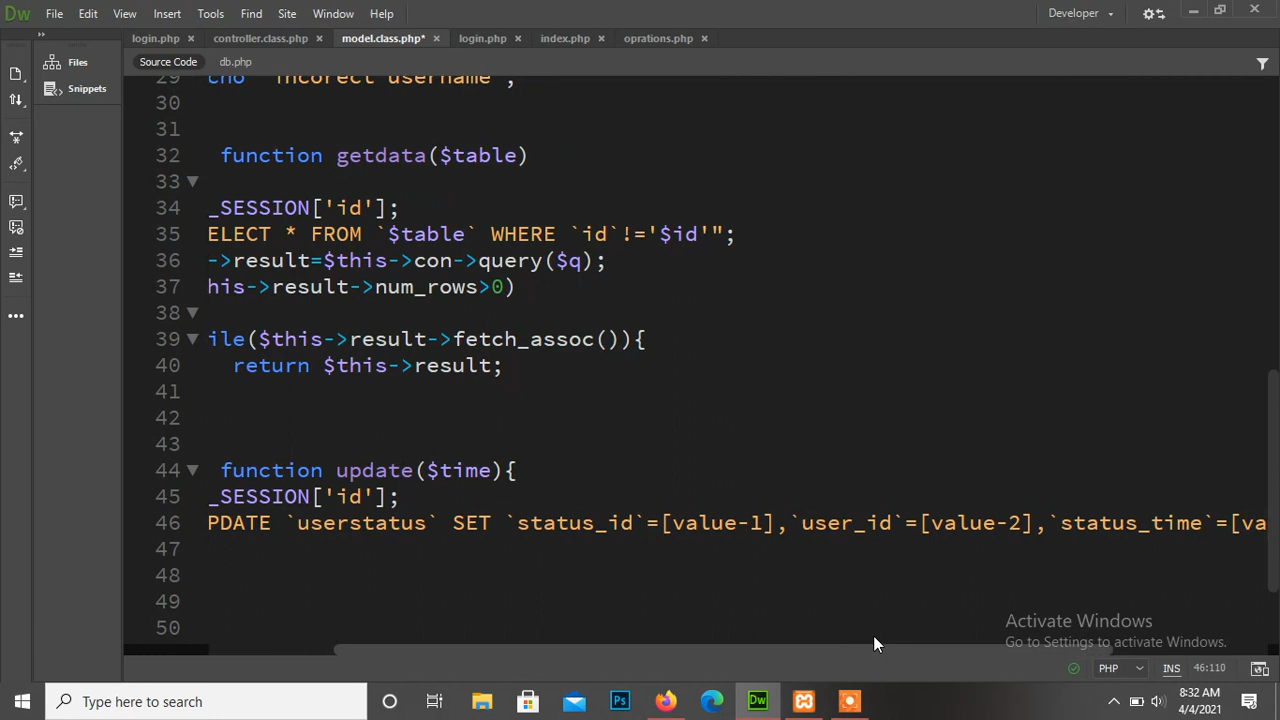 Dw File Edit View Insert Tools Find Site Window Help Developer
login.php × controller.class.php × model.class.php* × login.php × index.php × oprations.php ×
Files
Snippets
Source Code db.php
29 cho "incorect username";
30
31
32 function getdata($table)
33
34 _SESSION['id'];
35 ELECT * FROM `$table` WHERE `id`!='$id'";
36 ->result=$this->con->query($q);
37 his->result->num_rows>0)
38
39 ile($this->result->fetch_assoc()){
40 return $this->result;
41
42
43
44 function update($time){
45 _SESSION['id'];
46 PDATE `userstatus` SET `status_id`=[value-1],`user_id`=[value-2],`status_time`=[va
47
48
49
50
Activate Windows
Go to Settings to activate Windows.
PHP INS 46:110
Type here to search
Ps Dw
8:32 AM
4/4/2021